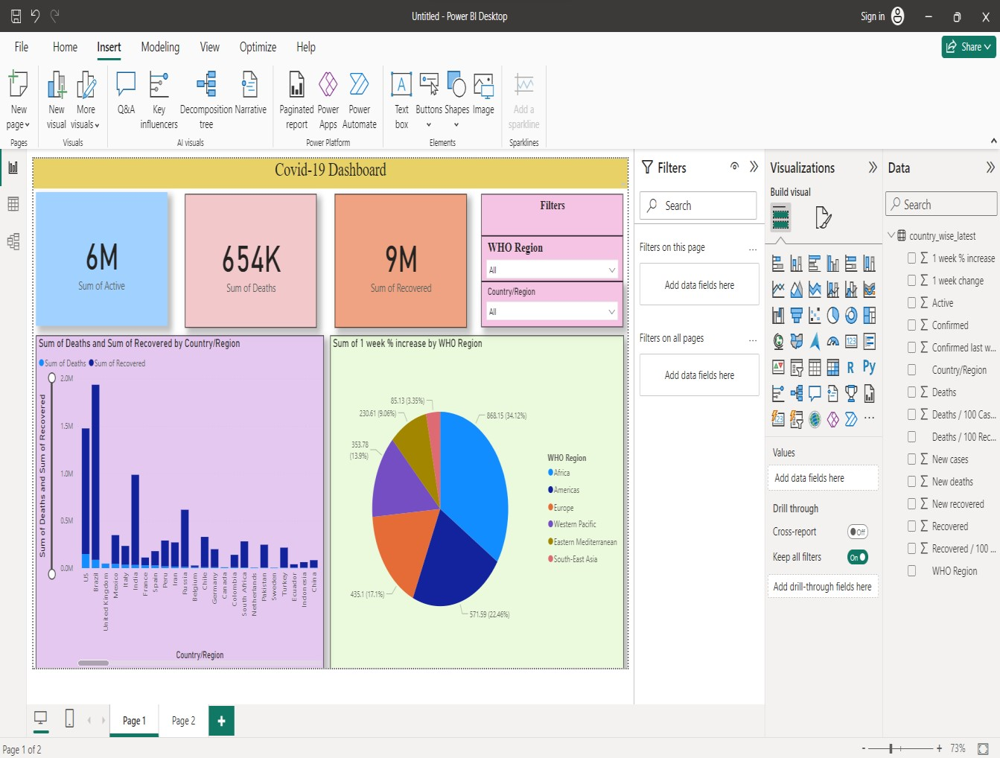 Untitled - Power BI Desktop
Sign in
File Home Insert Modeling View Optimize Help
Share
New page
New visual
More visuals
Q&A
Key influencers
Decomposition tree
Narrative
Paginated report
Power Apps
Power Automate
Text box
Buttons
Shapes
Image
Add a sparkline
Pages
Visuals
AI visuals
Power Platform
Elements
Sparklines
Covid-19 Dashboard
6M
Sum of Active
654K
Sum of Deaths
9M
Sum of Recovered
Filters
WHO Region
All
Country/Region
All
Sum of Deaths and Sum of Recovered by Country/Region
Sum of Deaths Sum of Recovered
Sum of Deaths and Sum of Recovered
2.0M
1.5M
1.0M
0.5M
0.0M
US
Brazil
United Kingdom
Mexico
Italy
India
France
Spain
Peru
Iran
Russia
Belgium
Chile
Germany
Canada
Colombia
South Africa
Netherlands
Pakistan
Sweden
Turkey
Ecuador
Indonesia
China
Country/Region
Sum of 1 week % increase by WHO Region
85.13 (3.35%)
230.61 (9.06%)
353.78
(13.9%)
435.1 (17.1%)
868.15 (34.12%)
571.59 (22.46%)
WHO Region
Africa
Americas
Europe
Western Pacific
Eastern Mediterranean
South-East Asia
Filters
Search
Filters on this page
...
Add data fields here
Filters on all pages
...
Add data fields here
Visualizations
Build visual
123
R
Py
123
...
Values
Add data fields here
Drill through
Cross-report
Off
Keep all filters
On
Add drill-through fields here
Data
Search
country_wise_latest
∑ 1 week % increase
∑ 1 week change
∑ Active
∑ Confirmed
∑ Confirmed last w...
Country/Region
∑ Deaths
∑ Deaths / 100 Cas...
Deaths / 100 Rec...
∑ New cases
∑ New deaths
∑ New recovered
∑ Recovered
∑ Recovered / 100 ...
WHO Region
Page 1
Page 2
+
Page 1 of 2
- + 73%